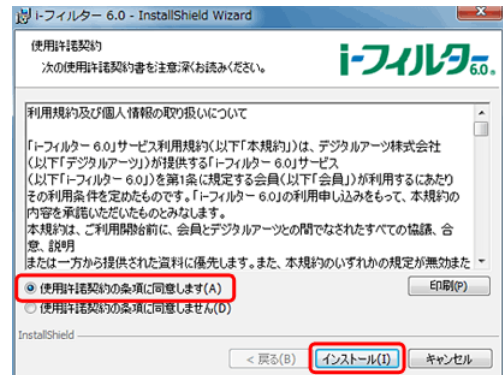 i-フィルター 6.0 - InstallShield Wizard
使用許諾契約
次の使用許諾契約書を注意深くお読みください。
i-フィルター 6.0.
利用規約及び個人情報の取り扱いについて
「i-フィルター 6.0」サービス利用規約(以下「本規約」)は、デジタルアーツ株式会社
(以下「デジタルアーツ」)が提供する「i-フィルター 6.0」サービス
(以下「i-フィルター 6.0」)を第1条に規定する会員(以下「会員」)が利用するにあたり
その利用条件を定めたものです。「i-フィルター 6.0」の利用申し込みをもって、本規約の
内容を承諾いただいたものとみなします。
本規約は、ご利用開始前に、会員とデジタルアーツとの間でなされたすべての協議、合
意、説明
または一方から提供された資料に優先します。また、本規約のいずれかの規定が無効また
使用許諾契約の条項に同意します(A)
印刷(P)
使用許諾契約の条項に同意しません(D)
InstallShield
< 戻る(B)
インストール(I)
キャンセル